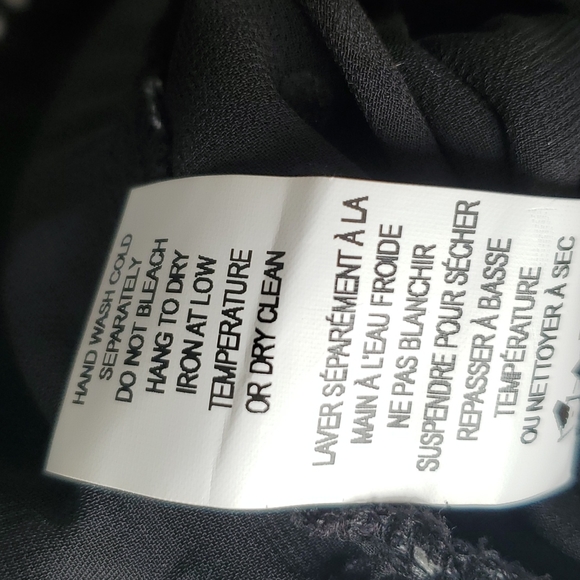 HAND WASH COLD
SEPARATELY
DO NOT BLEACH
HANG TO DRY
IRON AT LOW
TEMPERATURE
OR DRY CLEAN
LAVER SÉPARÉMENT À LA
MAIN À L'EAU FROIDE
NE PAS BLANCHIR
SUSPENDRE POUR SÉCHER
REPASSER À BASSE
TEMPÉRATURE
OU NETTOYER À SEC